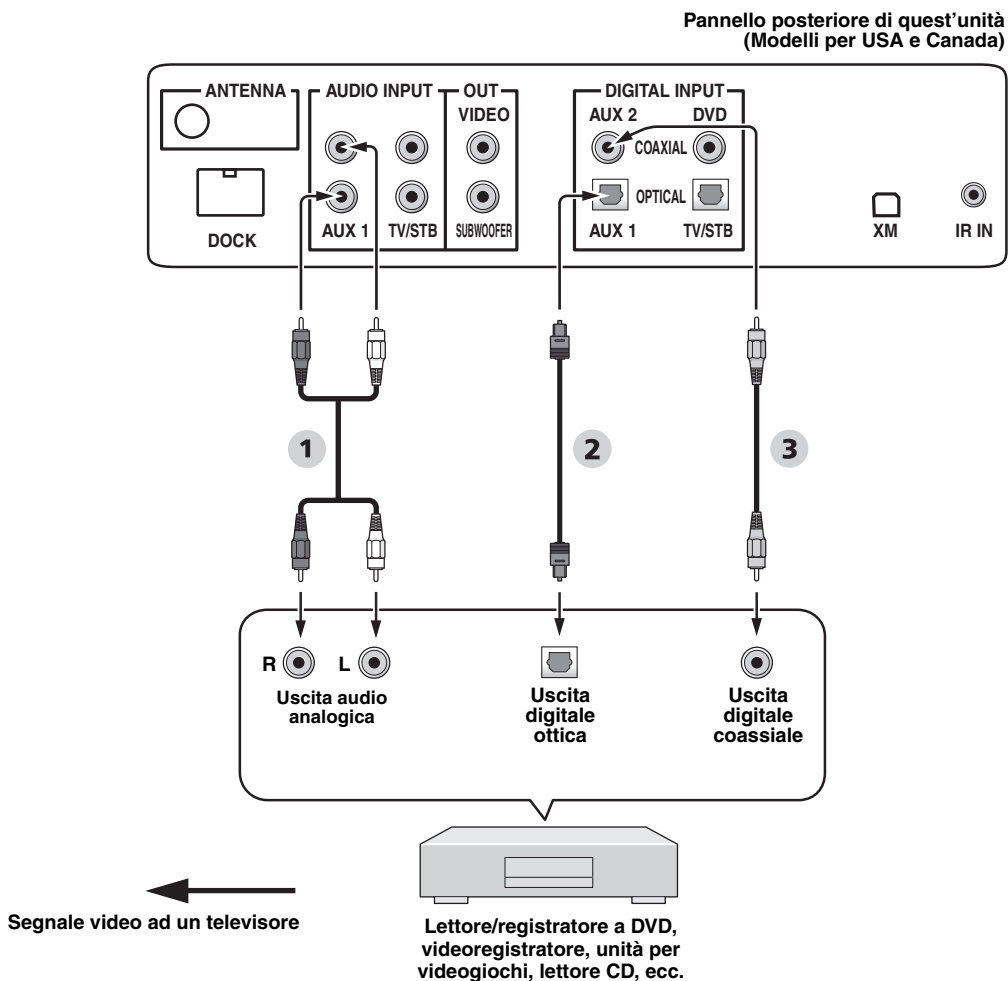 Pannello posteriore di quest'unità
(Modelli per USA e Canada)
ANTENNA
AUDIO INPUT
OUT
DIGITAL INPUT
VIDEO
AUX 2
DVD
COAXIAL
OPTICAL
DOCK
AUX 1
TV/STB
SUBWOOFER
AUX 1
TV/STB
XM
IR IN
1
2
3
R
L
Uscita audio
analogica
Uscita
digitale
ottica
Uscita
digitale
coassiale
Segnale video ad un televisore
Lettore/registratore a DVD,
videoregistratore, unità per
videogiochi, lettore CD, ecc.